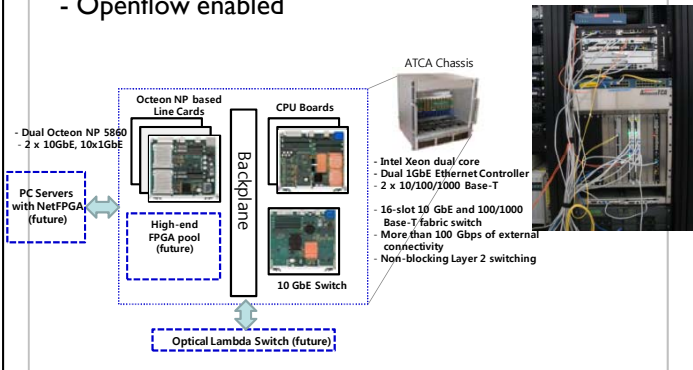 - Openflow enabled
ATCA Chassis
Octeon NP based
Line Cards
CPU Boards
- Dual Octeon NP 5860
- 2 x 10GbE, 10x1GbE
Backplane
PC Servers
with NetFPGA
(future)
High-end
FPGA pool
(future)
10 GbE Switch
- Intel Xeon dual core
- Dual 1GbE Ethernet Controller
- 2 x 10/100/1000 Base-T
- 16-slot 10 GbE and 100/1000
Base-T fabric switch
- More than 100 Gbps of external
connectivity
- Non-blocking Layer 2 switching
Optical Lambda Switch (future)